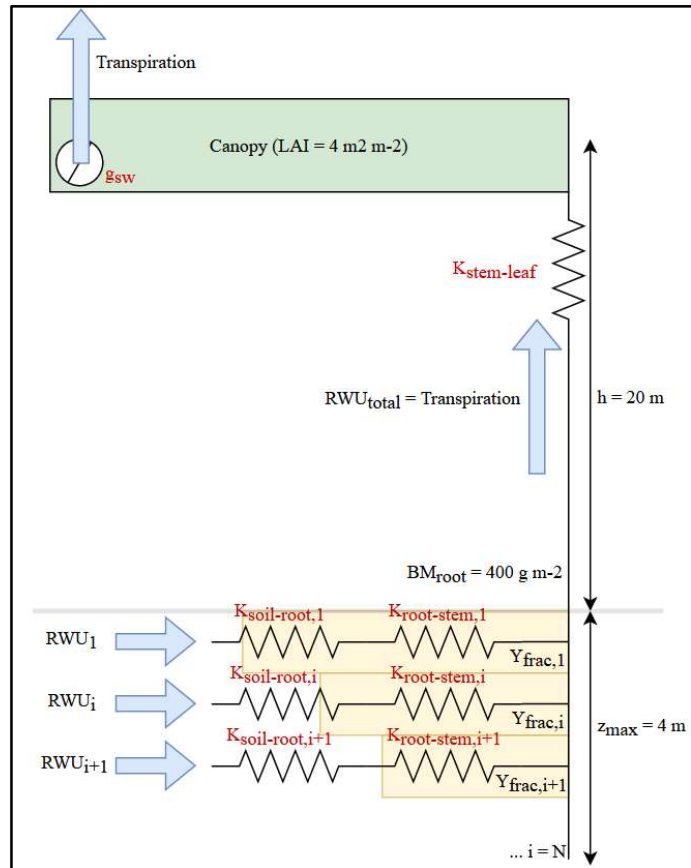 Transpiration
Canopy (LAI = 4 m2 m-2)
gsw
Kstem-leaf
RWUtotal = Transpiration
h = 20 m
BMroot = 400 g m-2
Ksoil-root,1 Kroot-stem,1
RWU1
Yfrac,1
Ksoil-root,i Kroot-stem,i
RWUi
Yfrac,i
zmax = 4 m
Ksoil-root,i+1 Kroot-stem,i+1
RWUi+1
Yfrac,i+1
... i = N